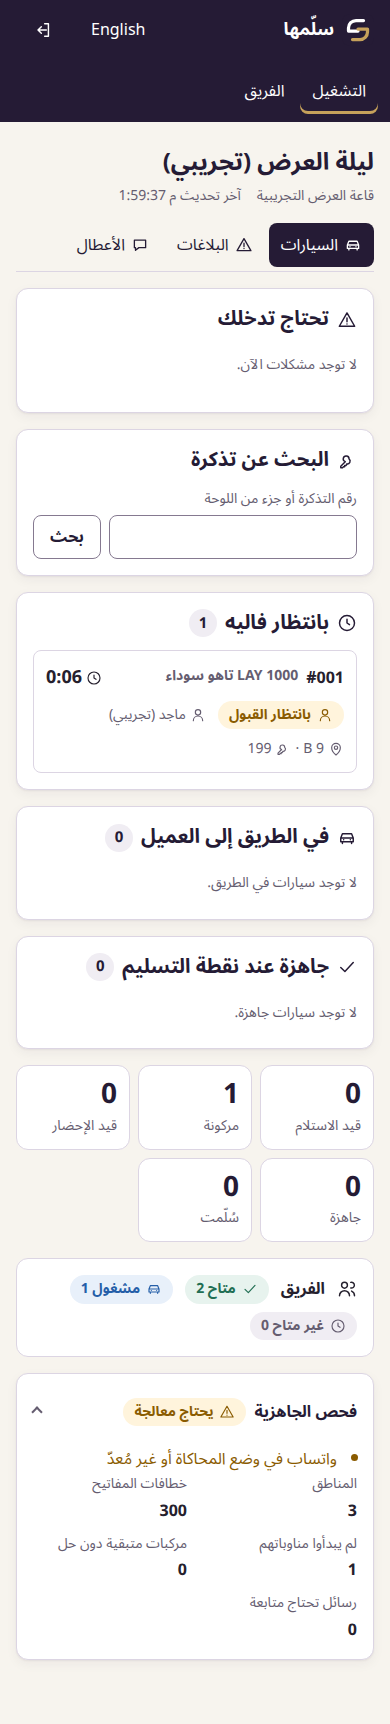 سلّمها
English
التشغيل
الفريق
ليلة العرض (تجريبي)
قاعة العرض التجريبية آخر تحديث م 1:59:37
السيارات
البلاغات
الأعطال
تحتاج تدخلك
لا توجد مشكلات الآن.
البحث عن تذكرة
رقم التذكرة أو جزء من اللوحة
بحث
بانتظار فاليه 1
#001 LAY 1000 تاهو سوداء 0:06
بانتظار القبول ماجد (تجريبي)
B 9 · 199
في الطريق إلى العميل 0
لا توجد سيارات في الطريق.
جاهزة عند نقطة التسليم 0
لا توجد سيارات جاهزة.
0 1 0
قيد الاستلام مركونة قيد الإحضار
0 0
جاهزة سُلّمت
الفريق متاح 2 مشغول 1
غير متاح 0
فحص الجاهزية يحتاج معالجة
واتساب في وضع المحاكاة أو غير مُعدّ
المناطق خطافات المفاتيح
3 300
لم يبدأوا مناوباتهم مركبات متبقية دون حل
1 0
رسائل تحتاج متابعة
0